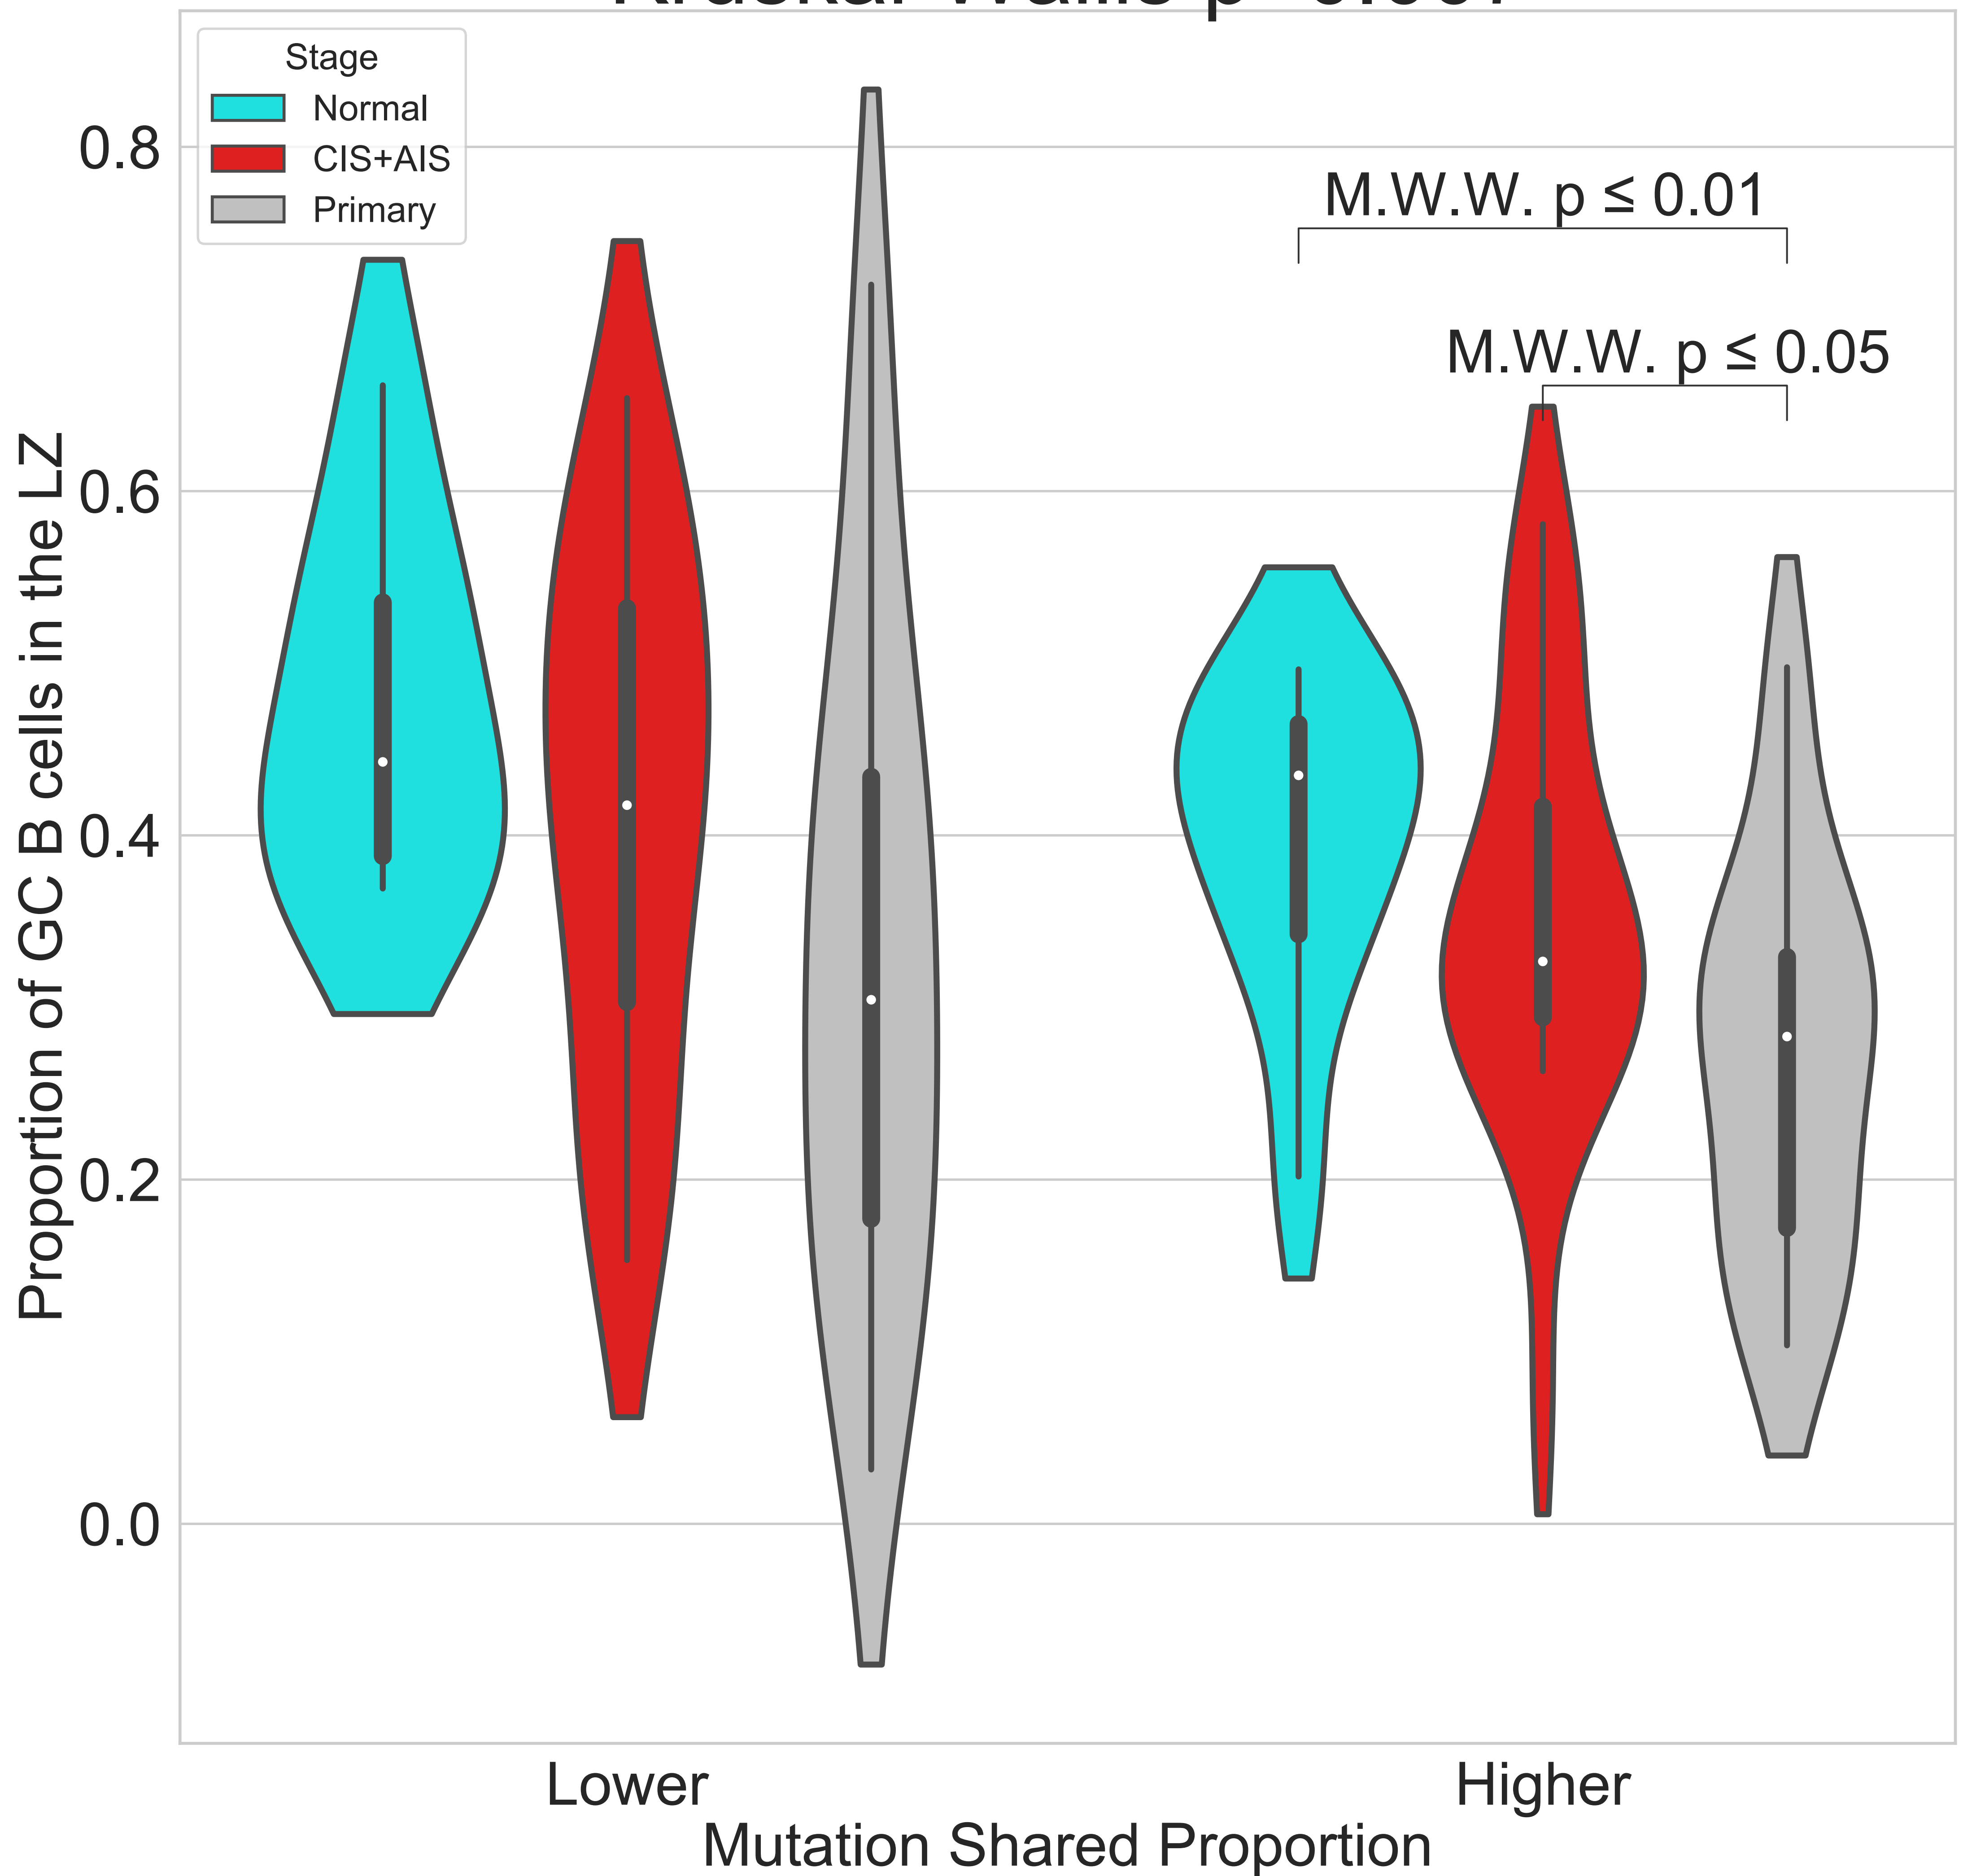 Stage
Normal
CIS+AIS
Primary
M.W.W. p ≤ 0.01
M.W.W. p ≤ 0.05
0.8
0.6
0.4
0.2
0.0
Proportion of GC B cells in the LZ
Lower
Higher
Mutation Shared Proportion